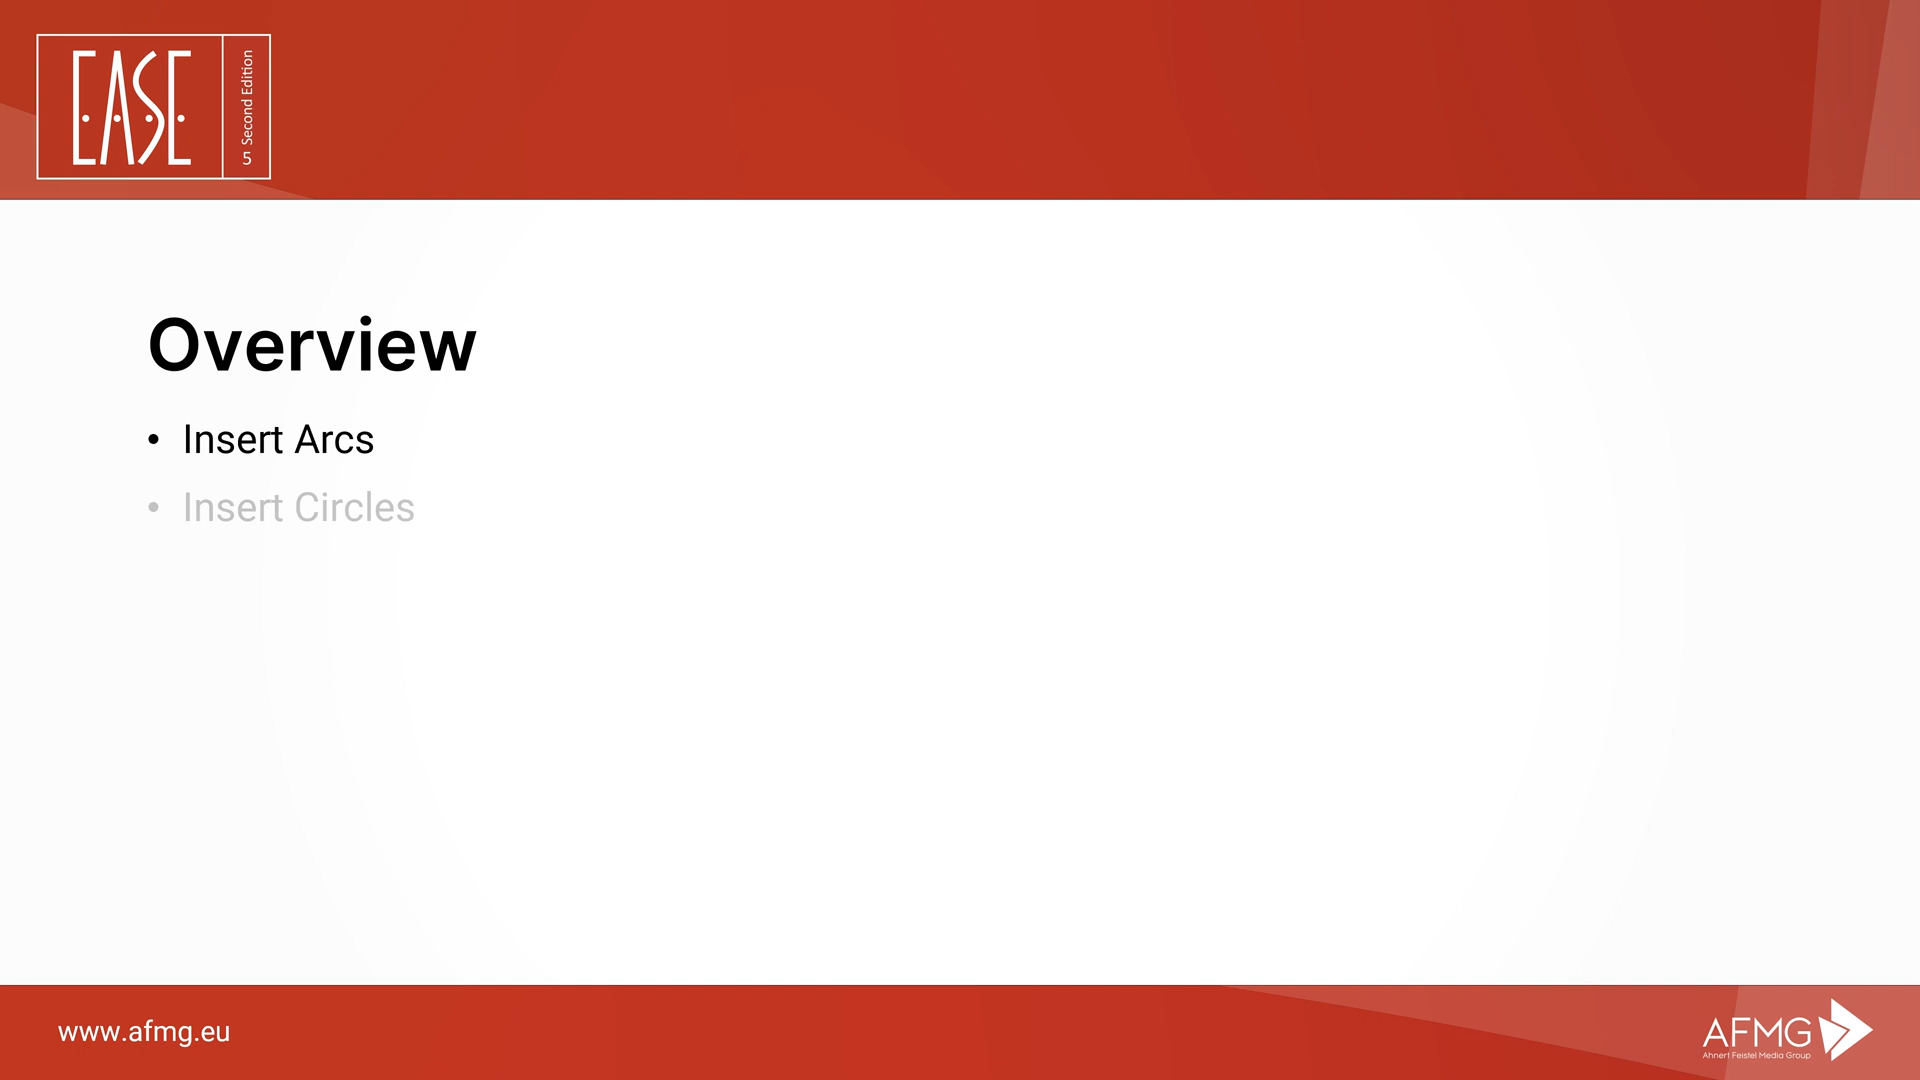 EASE
5 Second Edition
Overview
• Insert Arcs
• Insert Circles
www.afmg.eu
AFMG
Ahnert Feistel Media Group